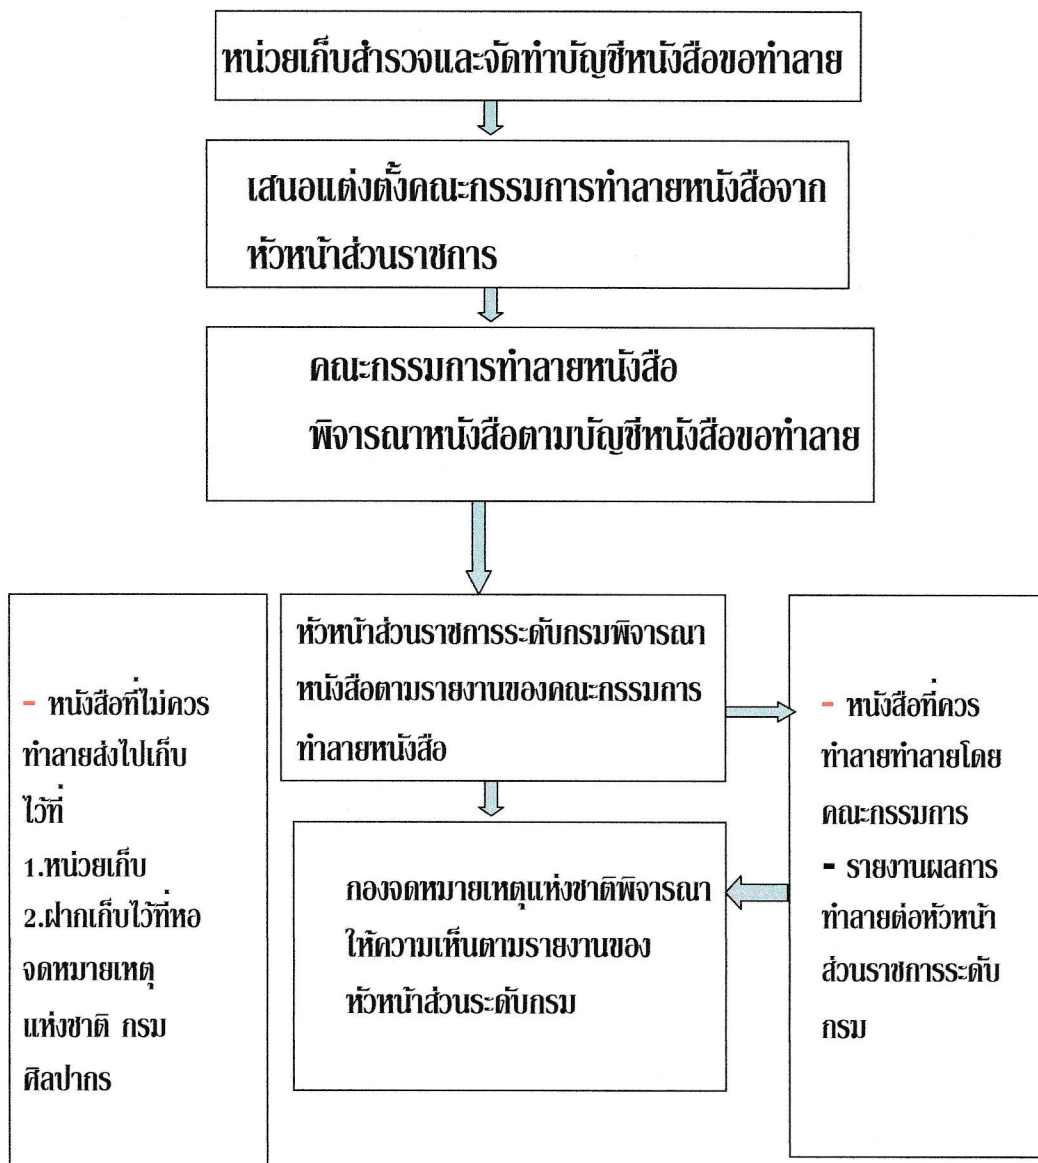 หน่วยเก็บสำรวจและจัดทำบัญชีหนังสือขอทำลาย
เสนอแต่งตั้งคณะกรรมการทำลายหนังสือจาก
หัวหน้าส่วนราชการ
คณะกรรมการทำลายหนังสือ
พิจารณาหนังสือตามบัญชีหนังสือขอทำลาย
หัวหน้าส่วนราชการระดับกรมพิจารณา
หนังสือตามรายงานของคณะกรรมการ
ทำลายหนังสือ
- หนังสือที่ไม่ควร
ทำลายส่งไปเก็บ
ไว้ที่
1.หน่วยเก็บ
2.ฝากเก็บไว้ที่หอ
จดหมายเหตุ
แห่งชาติ กรม
ศิลปากร
กองจดหมายเหตุแห่งชาติพิจารณา
ให้ความเห็นตามรายงานของ
หัวหน้าส่วนระดับกรม
- หนังสือที่ควร
ทำลายทำลายโดย
คณะกรรมการ
- รายงานผลการ
ทำลายต่อหัวหน้า
ส่วนราชการระดับ
กรม